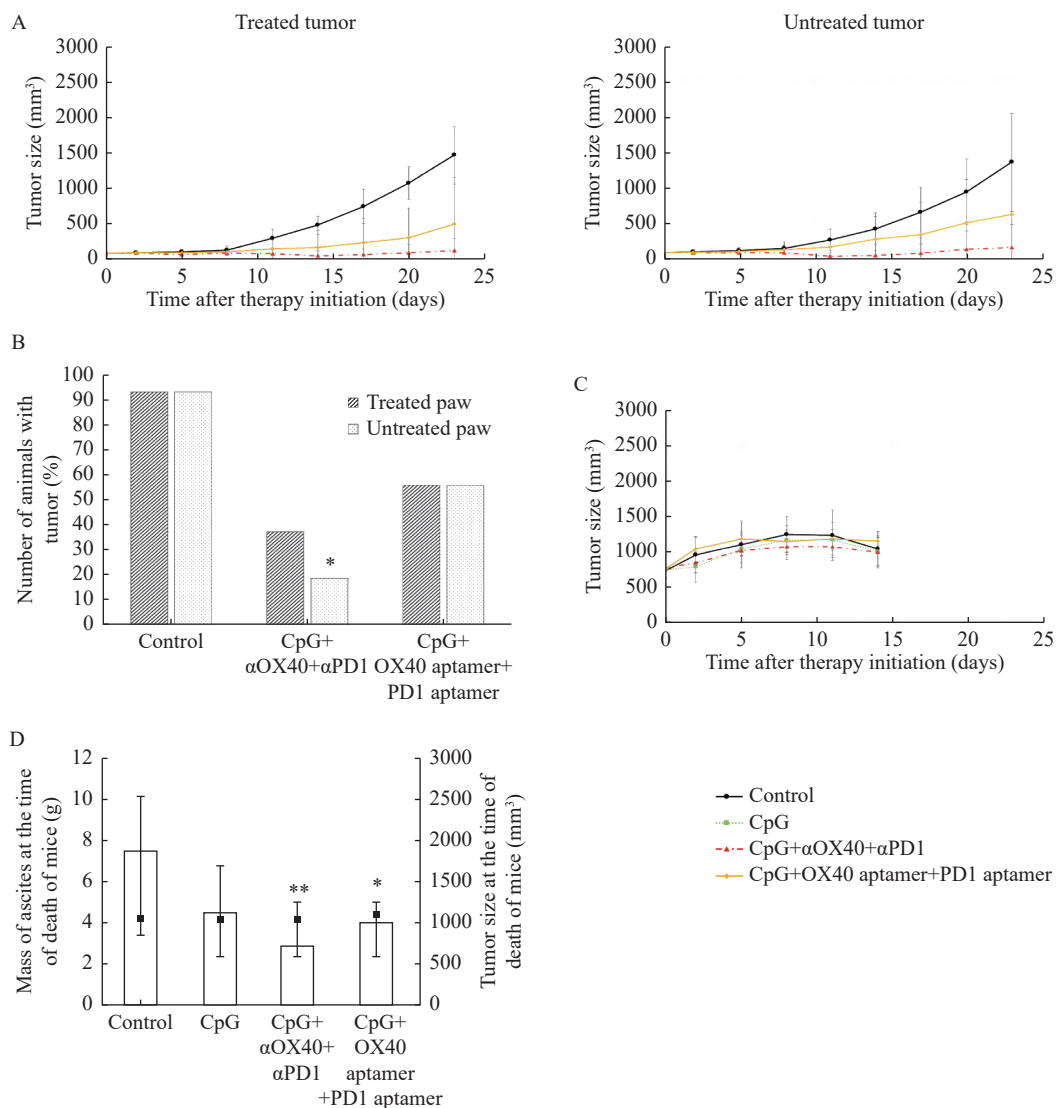 A
Treated tumor
Untreated tumor
3000
2500
2000
1500
1000
500
0
Tumor size (mm³)
0 5 10 15 20 25
Time after therapy initiation (days)
3000
2500
2000
1500
1000
500
0
Tumor size (mm³)
0 5 10 15 20 25
Time after therapy initiation (days)
B
100
90
80
70
60
50
40
30
20
10
0
Number of animals with
tumor (%)
Treated paw
Untreated paw
*
Control
CpG+
αOX40+αPD1
CpG+
OX40 aptamer+
PD1 aptamer
C
3000
2500
2000
1500
1000
500
0
Tumor size (mm³)
0 5 10 15 20 25
Time after therapy initiation (days)
D
12
10
8
6
4
2
0
Mass of ascites at the time
of death of mice (g)
3000
2500
2000
1500
1000
500
0
Tumor size at the time of
death of mice (mm³)
**
*
Control
CpG
CpG+
αOX40+
αPD1
CpG+
OX40
aptamer
+PD1 aptamer
Control
CpG
CpG+αOX40+αPD1
CpG+OX40 aptamer+PD1 aptamer